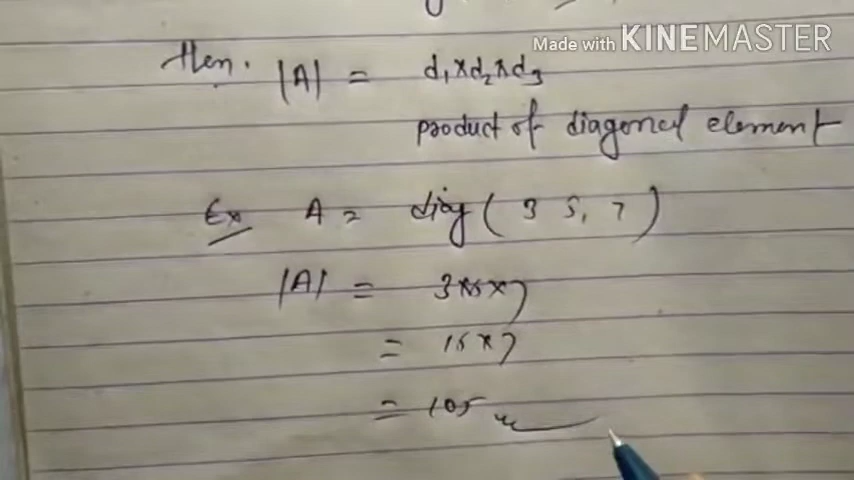 Made with KINEMASTER
then. |A| = d₁xd₂xd₃
product of diagonal element
Ex A = diag ( 3 5, 7 )
|A| = 3x5x7
= 15x7
= 105